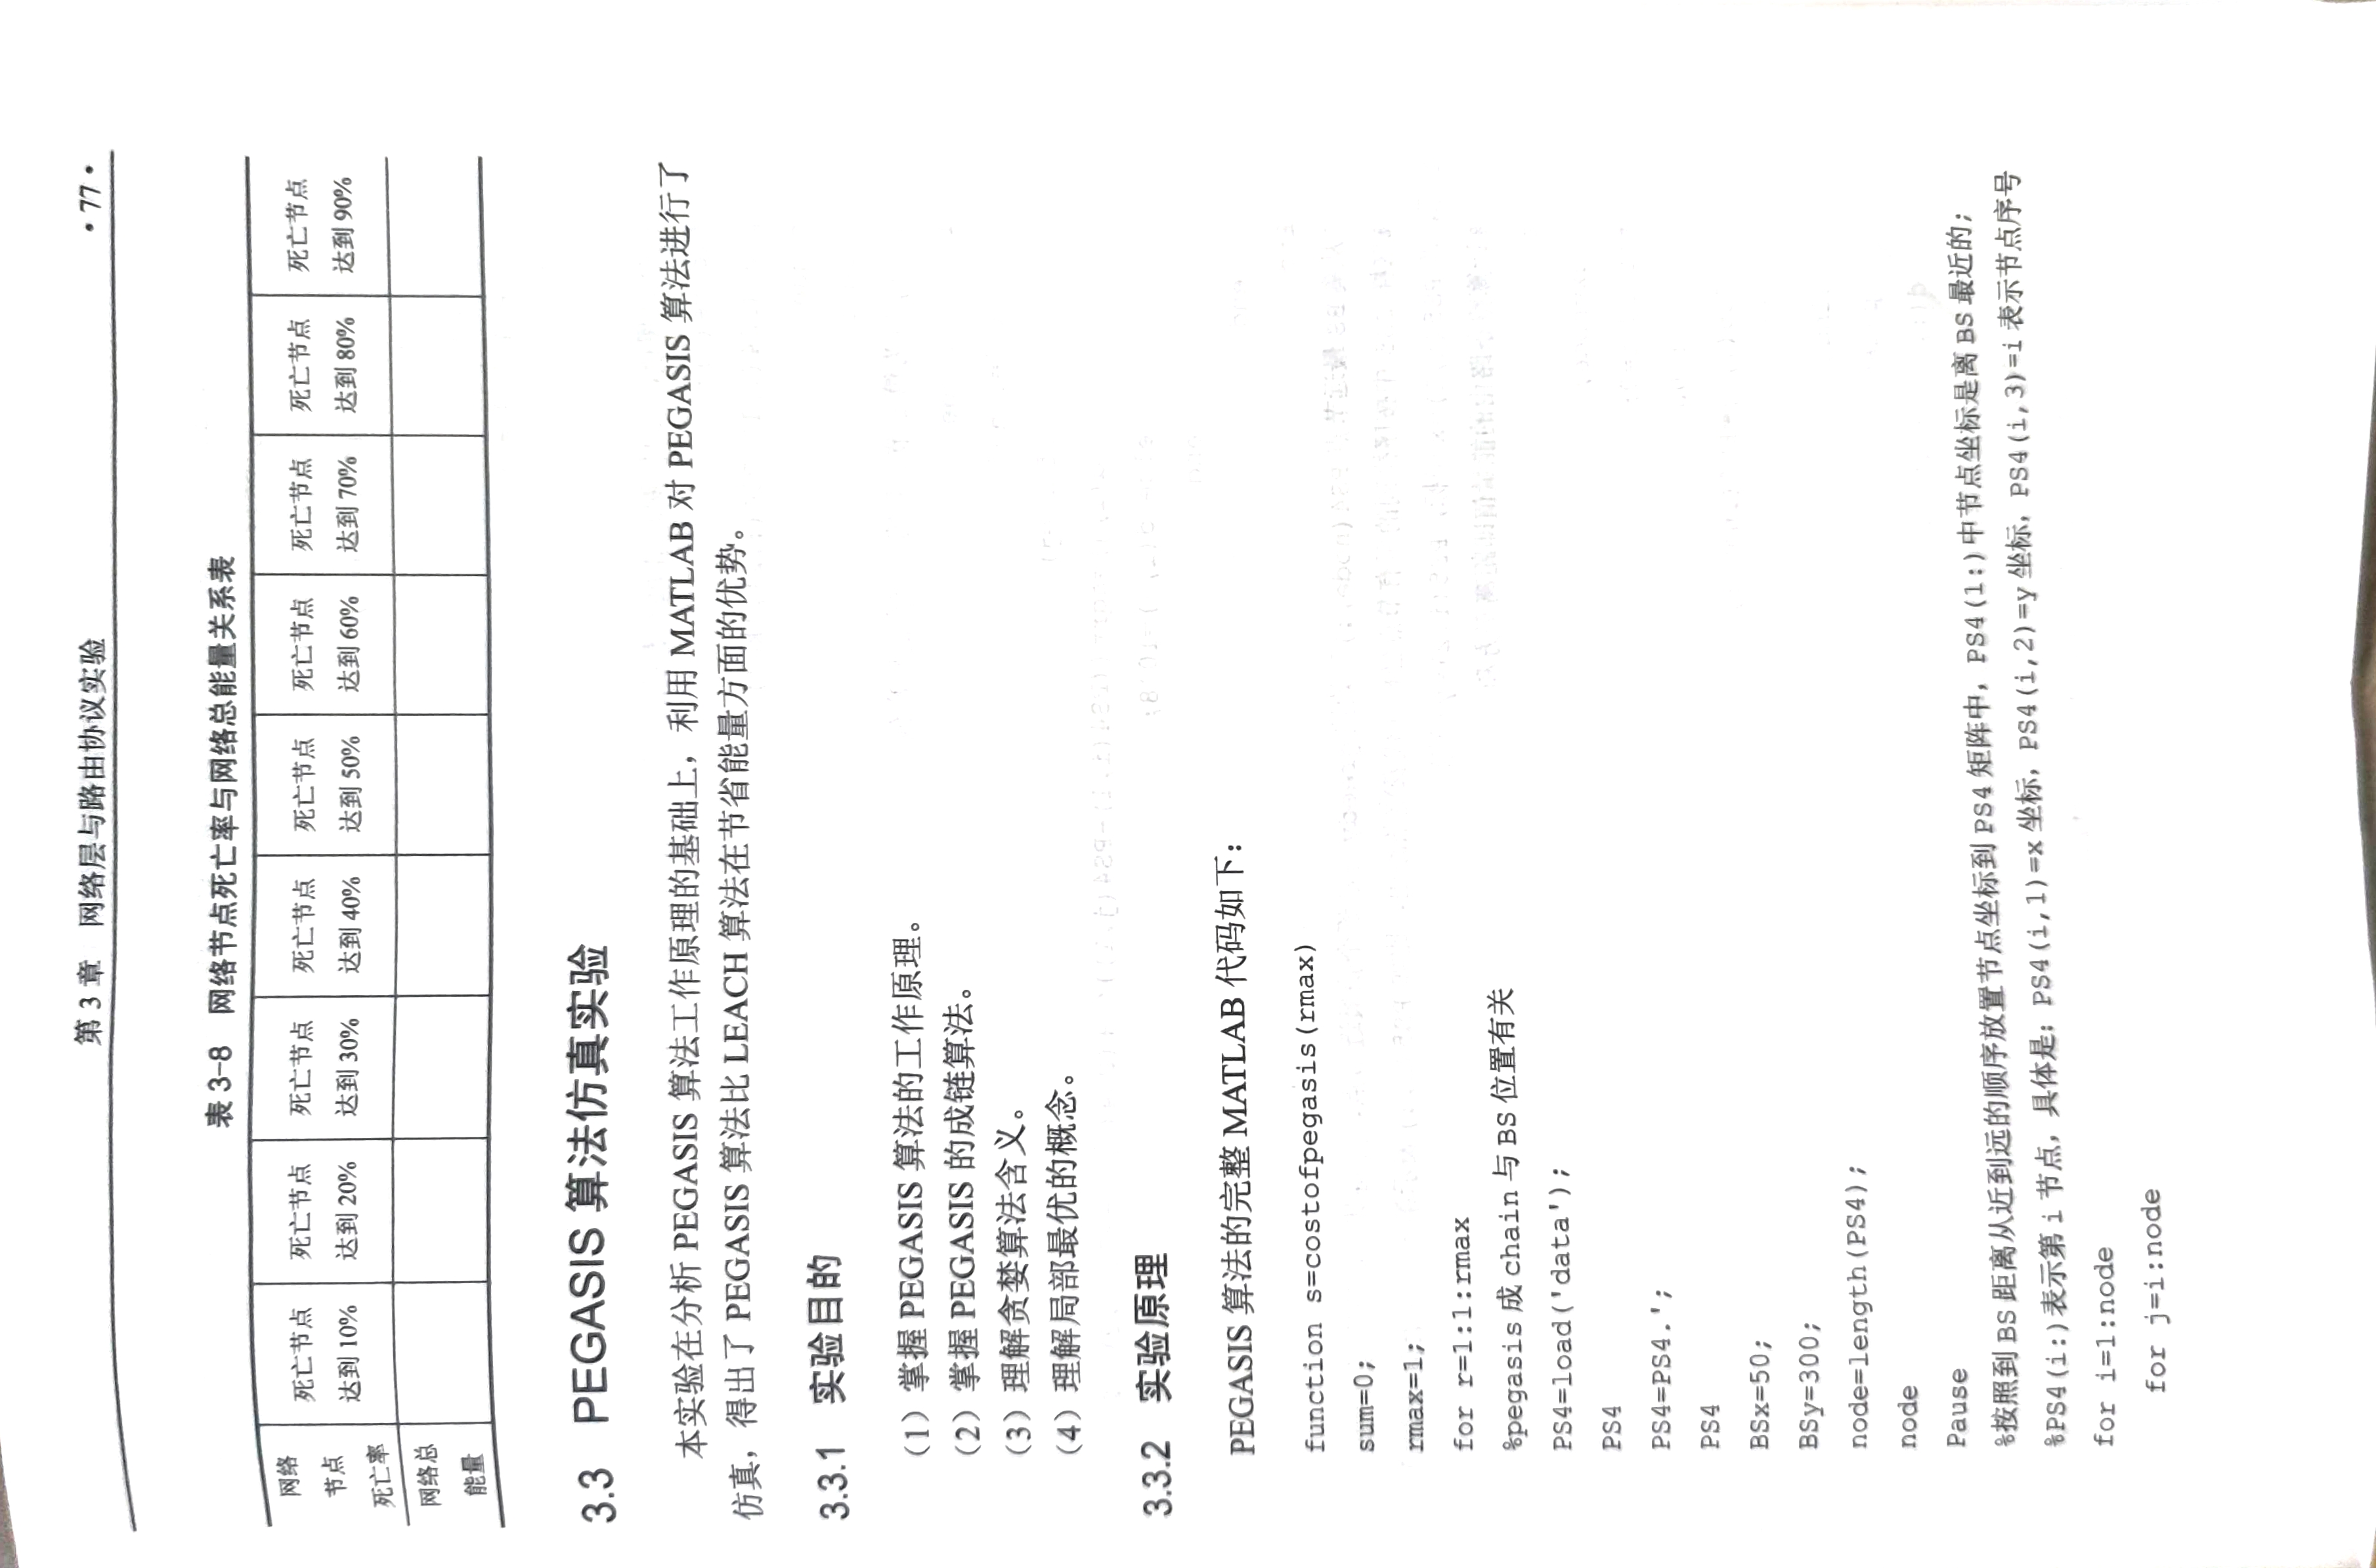 第 3 章 网络层与路由协议实验 • 77 •
表 3-8 网络节点死亡率与网络总能量关系表
网络 节点 死亡率 死亡节点 达到 10% 死亡节点 达到 20% 死亡节点 达到 30% 死亡节点 达到 40% 死亡节点 达到 50% 死亡节点 达到 60% 死亡节点 达到 70% 死亡节点 达到 80% 死亡节点 达到 90%
网络总 能量
3.3 PEGASIS 算法仿真实验
本实验在分析 PEGASIS 算法工作原理的基础上，利用 MATLAB 对 PEGASIS 算法进行了
仿真，得出了 PEGASIS 算法比 LEACH 算法在节省能量方面的优势。
3.3.1 实验目的
（1）掌握 PEGASIS 算法的工作原理。
（2）掌握 PEGASIS 的成链算法。
（3）理解贪婪算法含义。
（4）理解局部最优的概念。
3.3.2 实验原理
PEGASIS 算法的完整 MATLAB 代码如下：
function s=costofpegasis(rmax)
sum=0;
rmax=1;
for r=1:1:rmax
%pegasis 成 chain 与 BS 位置有关
PS4=load('data');
PS4
PS4=PS4.';
PS4
BSx=50;
BSy=300;
node=length(PS4);
node
Pause
%按照到 BS 距离从近到远的顺序放置节点坐标到 PS4 矩阵中，PS4(1:)中节点坐标是离 BS 最近的；
%PS4(i:)表示第 i 节点，具体是：PS4(i,1)=x 坐标，PS4(i,2)=y 坐标，PS4(i,3)=i 表示节点序号
for i=1:node
for j=i:node